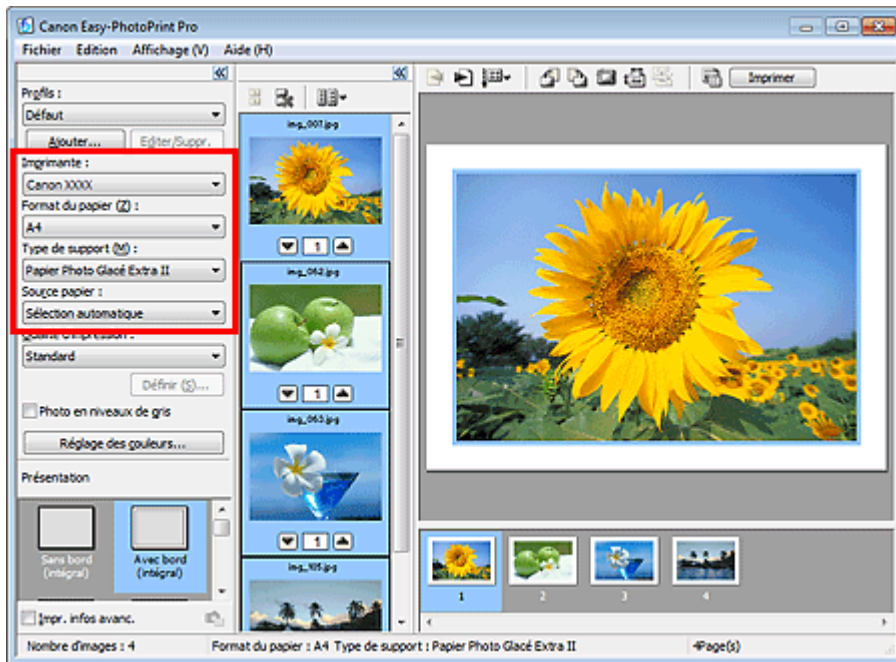 Canon Easy-PhotoPrint Pro
Fichier Edition Affichage (V) Aide (H)
Profils :
Défaut
Ajouter... Editer/Suppr.
Imprimante :
Canon XXXX
Format du papier (Z) :
A4
Type de support (M) :
Papier Photo Glacé Extra II
Source papier :
Sélection automatique
Qualité d'impression :
Standard
Définir (S)...
Photo en niveaux de gris
Réglage des couleurs...
Présentation
Sans bord (intégral)
Avec bord (intégral)
Impr. infos avanc.
img_001.jpg
1
img_062.jpg
1
img_063.jpg
1
img_105.jpg
Imprimer
1 2 3 4
Nombre d'images : 4 Format du papier : A4 Type de support : Papier Photo Glacé Extra II 4Page(s)